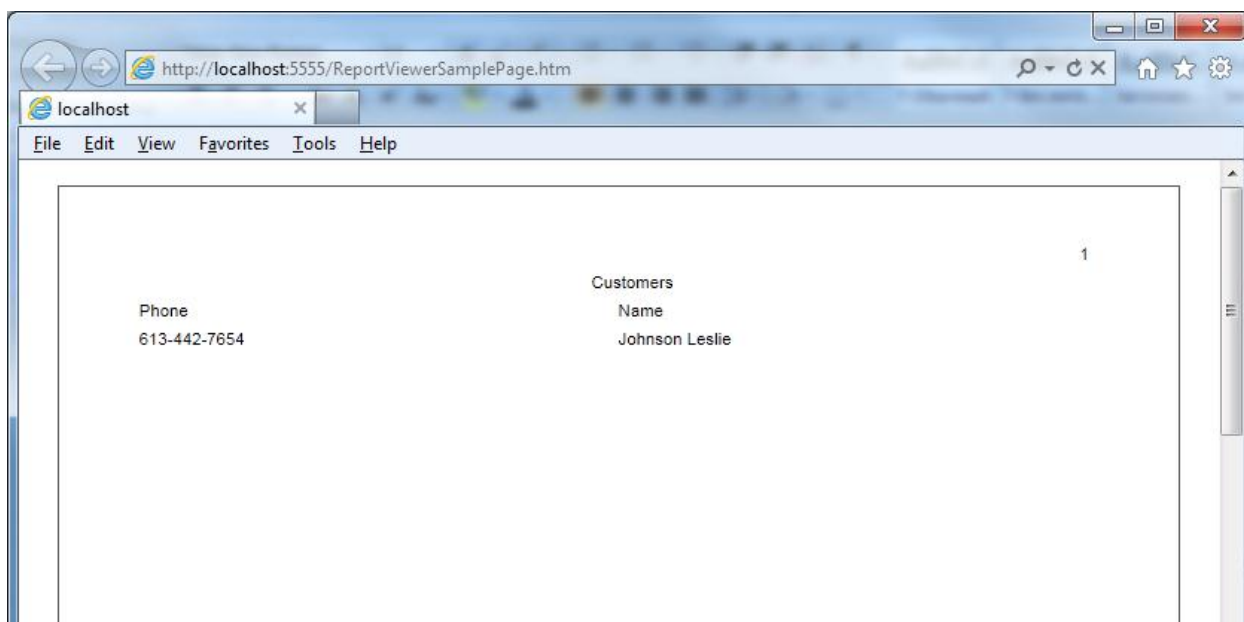 http://localhost:5555/ReportViewerSamplePage.htm
localhost
File Edit View Favorites Tools Help
1
Customers
Phone Name
613-442-7654 Johnson Leslie